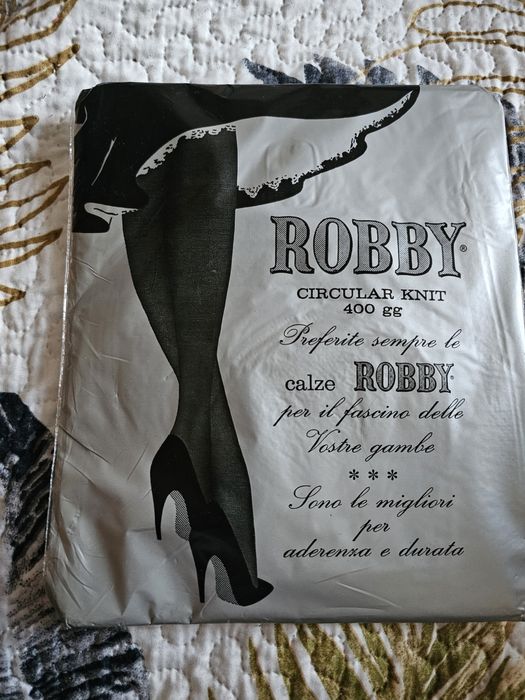 ROBBY®
CIRCULAR KNIT
400 gg
Preferite sempre le
calze ROBBY
per il fascino delle
Vostre gambe
***
Sono le migliori
per
aderenza e durata